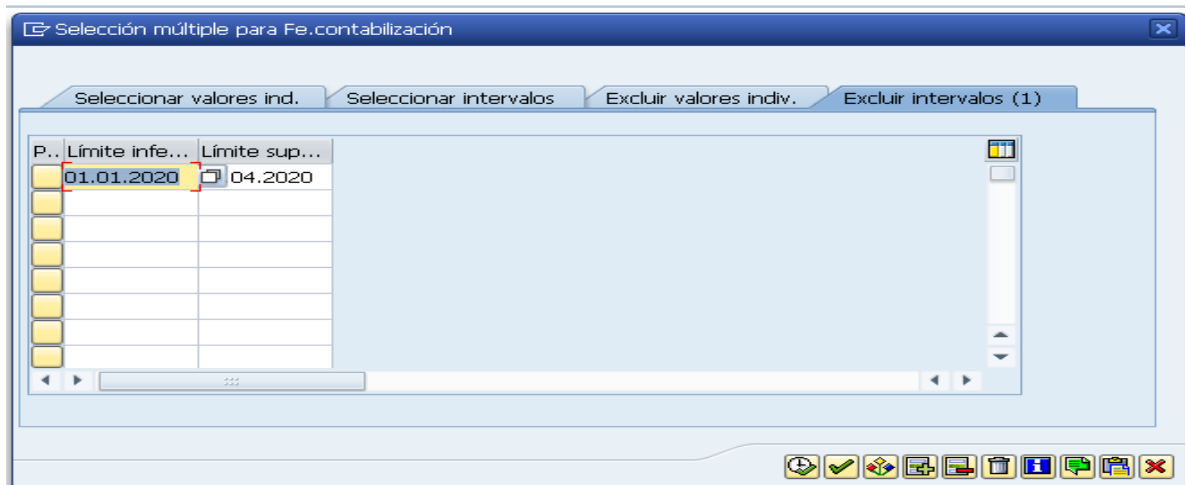 Selección múltiple para Fe.contabilización
Seleccionar valores ind. Seleccionar intervalos Excluir valores indiv. Excluir intervalos (1)
P.. Límite infe... Límite sup...
01.01.2020 04.2020